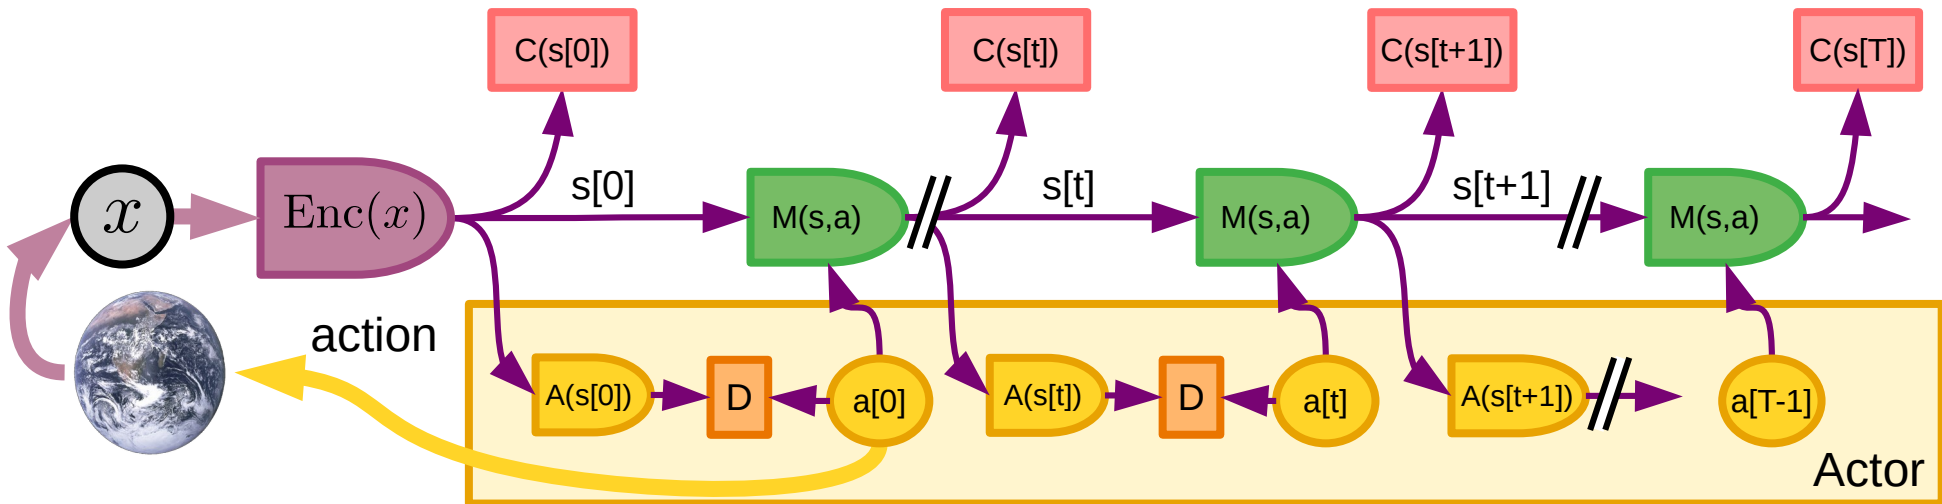 C(s[0])
C(s[t])
C(s[t+1])
C(s[T])
x
Enc(x)
s[0]
M(s,a)
s[t]
M(s,a)
s[t+1]
M(s,a)
action
A(s[0])
D
a[0]
A(s[t])
D
a[t]
A(s[t+1])
a[T-1]
Actor